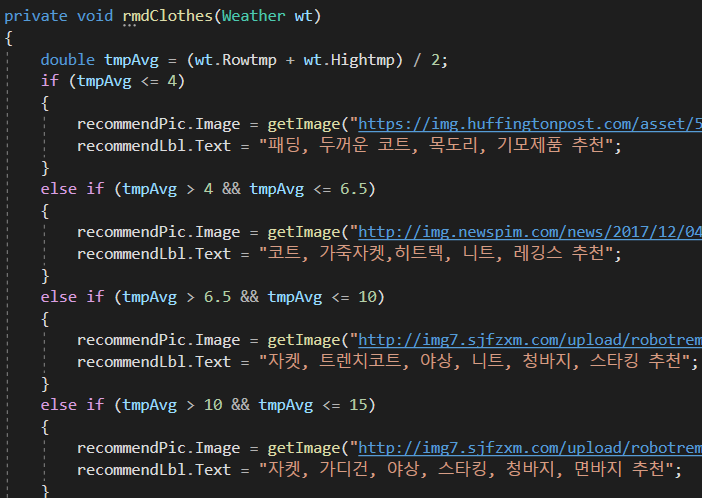 private void rmdClothes(Weather wt)
{
double tmpAvg = (wt.Rowtmp + wt.Hightmp) / 2;
if (tmpAvg <= 4)
{
recommendPic.Image = getImage("https://img.huffingtonpost.com/asset/5
recommendLbl.Text = "패딩, 두꺼운 코트, 목도리, 기모제품 추천";
}
else if (tmpAvg > 4 && tmpAvg <= 6.5)
{
recommendPic.Image = getImage("http://img.newspim.com/news/2017/12/04
recommendLbl.Text = "코트, 가죽자켓,히트텍, 니트, 레깅스 추천";
}
else if (tmpAvg > 6.5 && tmpAvg <= 10)
{
recommendPic.Image = getImage("http://img7.sjfzxm.com/upload/robotrem
recommendLbl.Text = "자켓, 트렌치코트, 야상, 니트, 청바지, 스타킹 추천";
}
else if (tmpAvg > 10 && tmpAvg <= 15)
{
recommendPic.Image = getImage("http://img7.sjfzxm.com/upload/robotrem
recommendLbl.Text = "자켓, 가디건, 야상, 스타킹, 청바지, 면바지 추천";
}